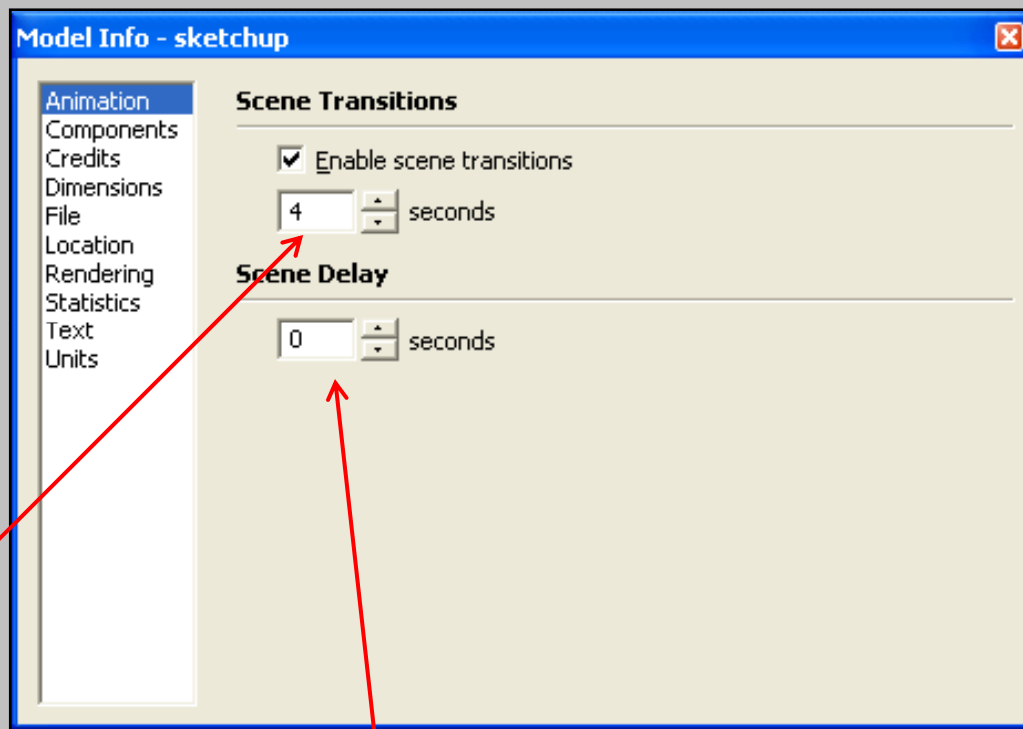 Model Info - sketchup
Animation
Components
Credits
Dimensions
File
Location
Rendering
Statistics
Text
Units
Scene Transitions
Enable scene transitions
4 seconds
Scene Delay
0 seconds